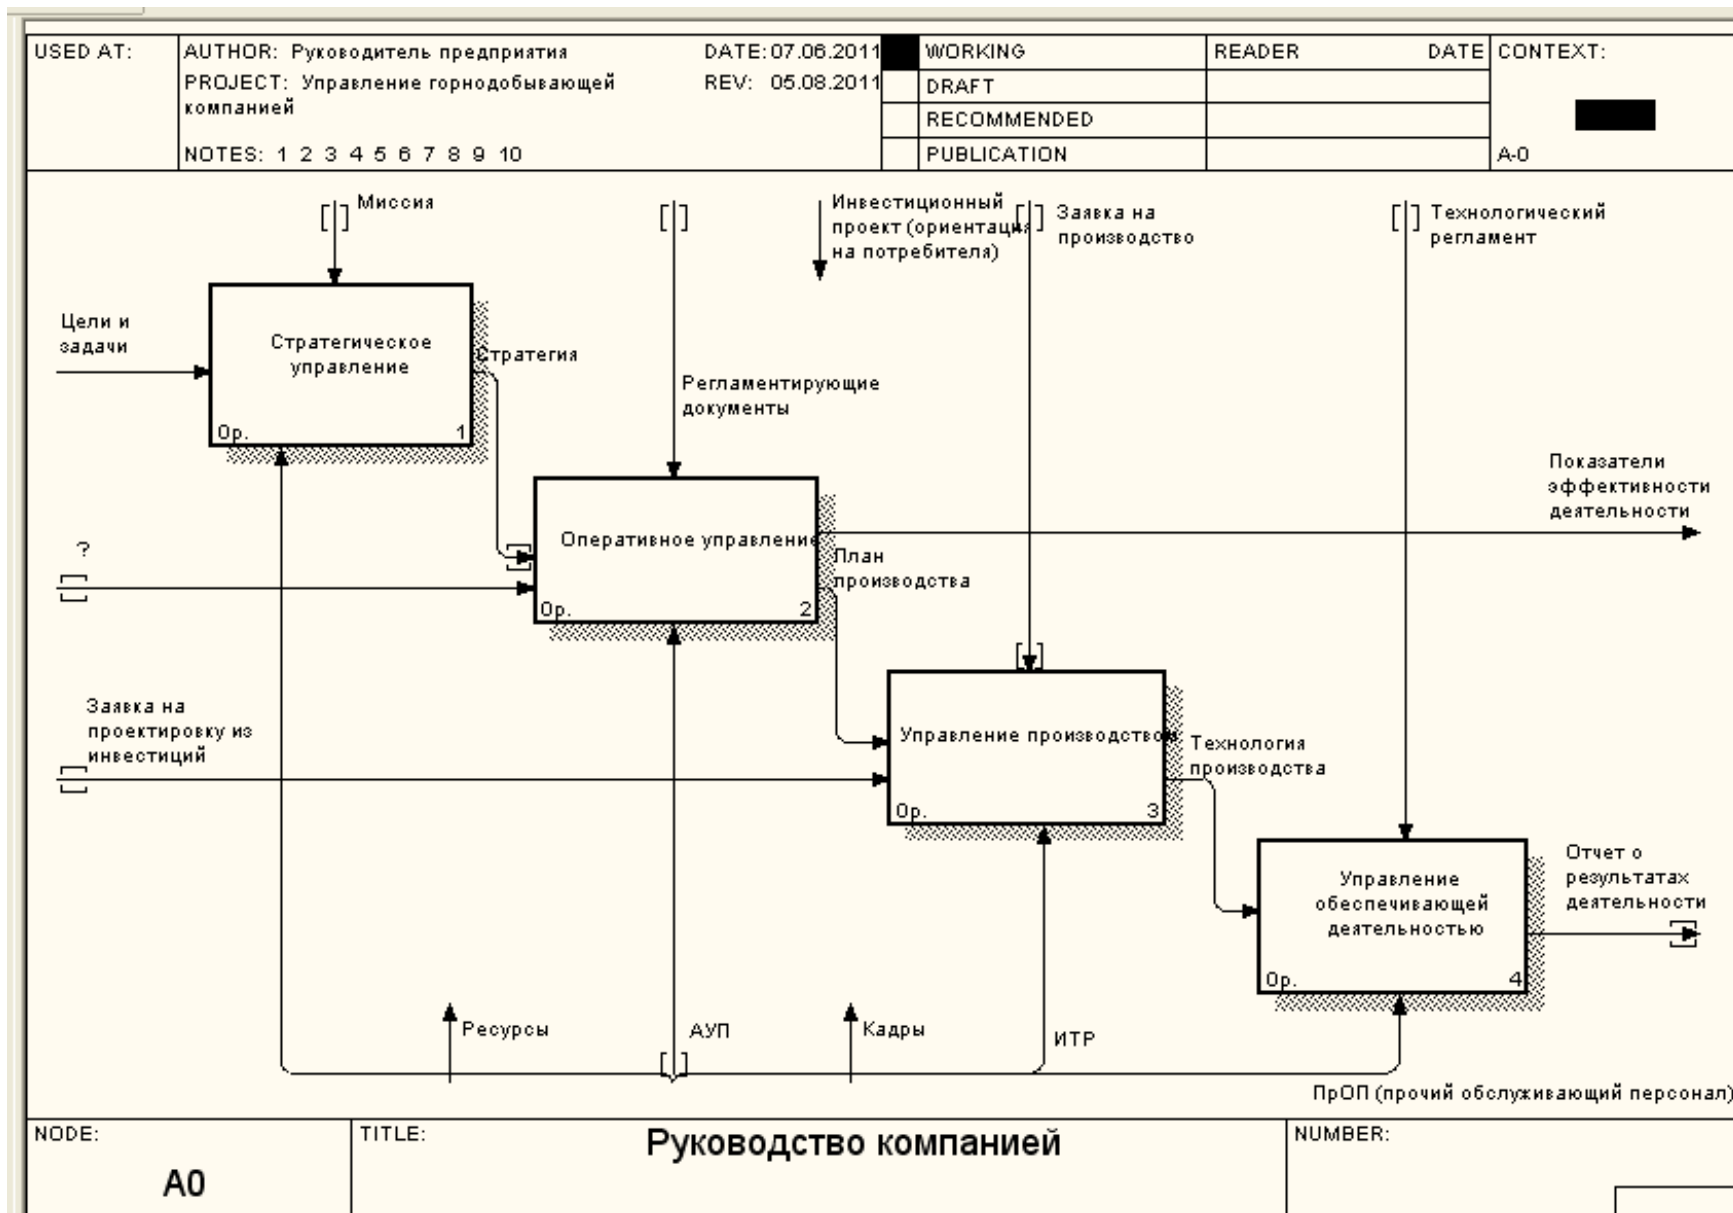 USED AT:
AUTHOR: Руководитель предприятия
DATE: 07.06.2011
PROJECT: Управление горнодобывающей
компанией
REV: 05.08.2011
NOTES: 1 2 3 4 5 6 7 8 9 10
WORKING
DRAFT
RECOMMENDED
PUBLICATION
READER
DATE
CONTEXT:
A-0
Миссия
Инвестиционный
проект (ориентация
на потребителя)
Заявка на
производство
Технологический
регламент
Цели и
задачи
Стратегическое
управление
0р.
1
Стратегия
Регламентирующие
документы
Показатели
эффективности
деятельности
?
Оперативное управление
0р.
2
План
производства
Заявка на
проектировку из
инвестиций
Управление производством
0р.
3
Технология
производства
Управление
обеспечивающей
деятельностью
0р.
4
Отчет о
результатах
деятельности
Ресурсы
АУП
Кадры
ИТР
ПрОП (прочий обслуживающий персонал)
NODE:
A0
TITLE:
Руководство компанией
NUMBER: